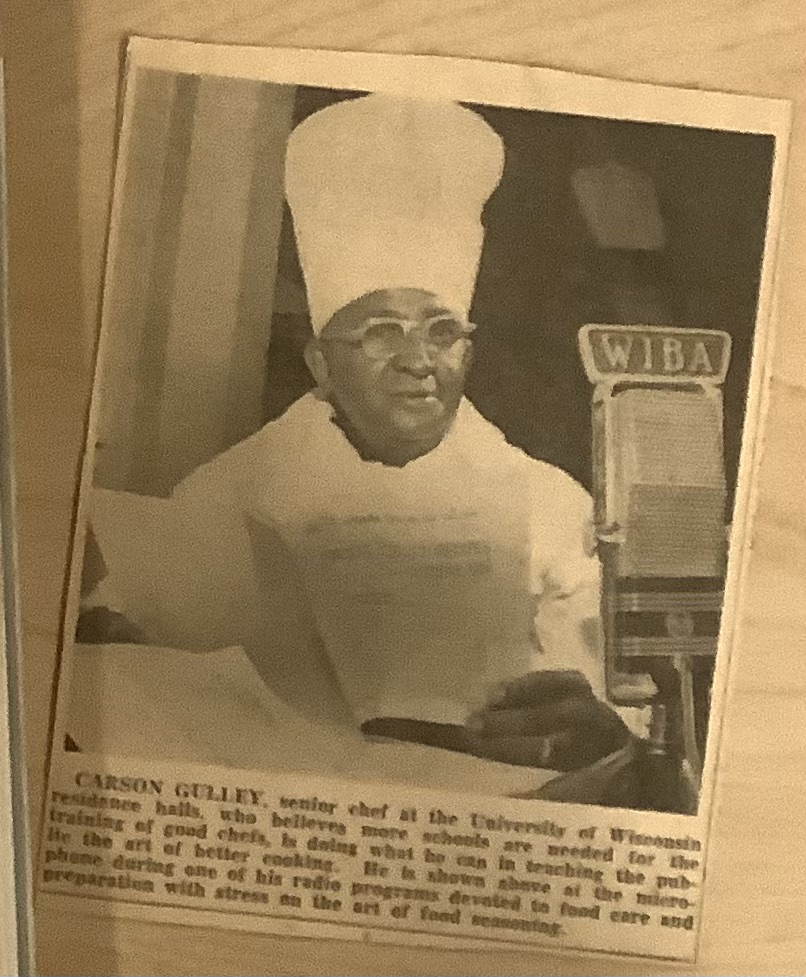 WIBA
CARSON GULLEY, senior chef at the University of Wisconsin
residence halls, who believes more schools are needed for the
training of good chefs, is doing what he can in teaching the pub-
lic the art of better cooking. He is shown above at the micro-
phone during one of his radio programs devoted to food care and
preparation with stress on the art of food seasoning.